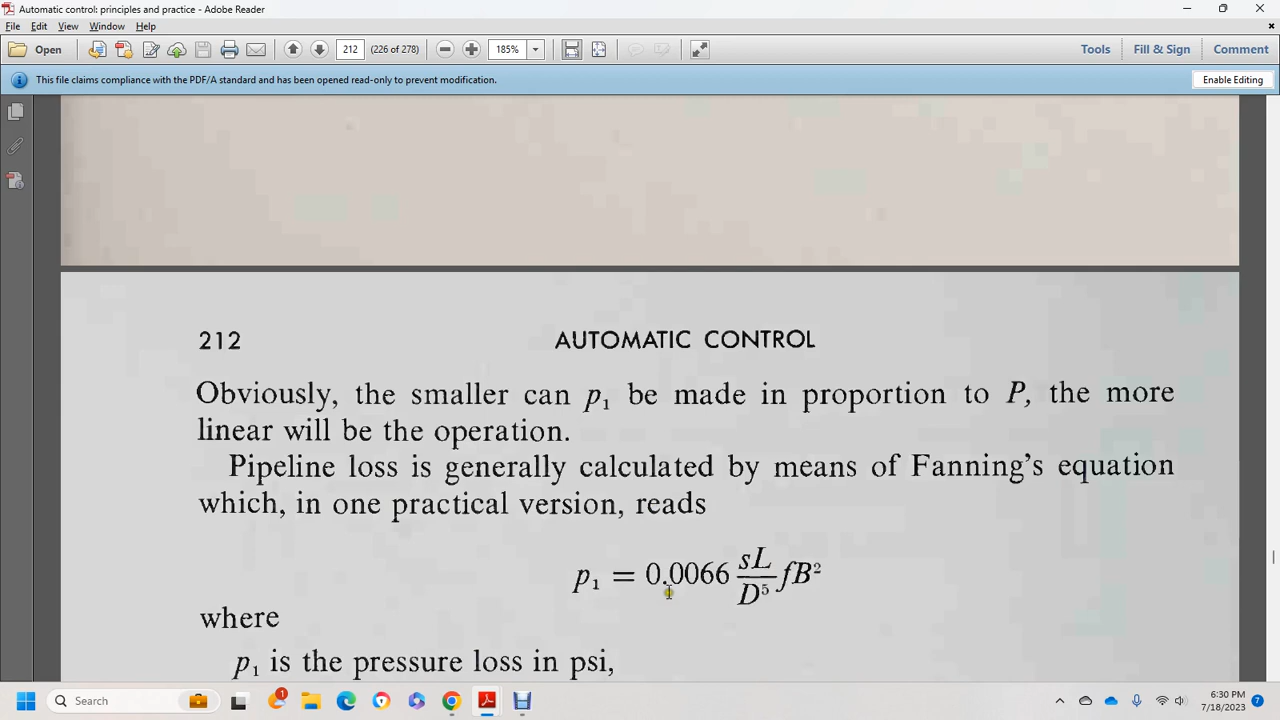 Automatic control: principles and practice - Adobe Reader
File Edit View Window Help
Open 212 (226 of 278) 185% Tools Fill & Sign Comment
This file claims compliance with the PDF/A standard and has been opened read-only to prevent modification. Enable Editing
212 AUTOMATIC CONTROL
Obviously, the smaller can p₁ be made in proportion to P, the more
linear will be the operation.
Pipeline loss is generally calculated by means of Fanning's equation
which, in one practical version, reads
p₁ = 0.0066 sL/D⁵ fB²
where
p₁ is the pressure loss in psi,
Search 1 6:30 PM
7/18/2023 7